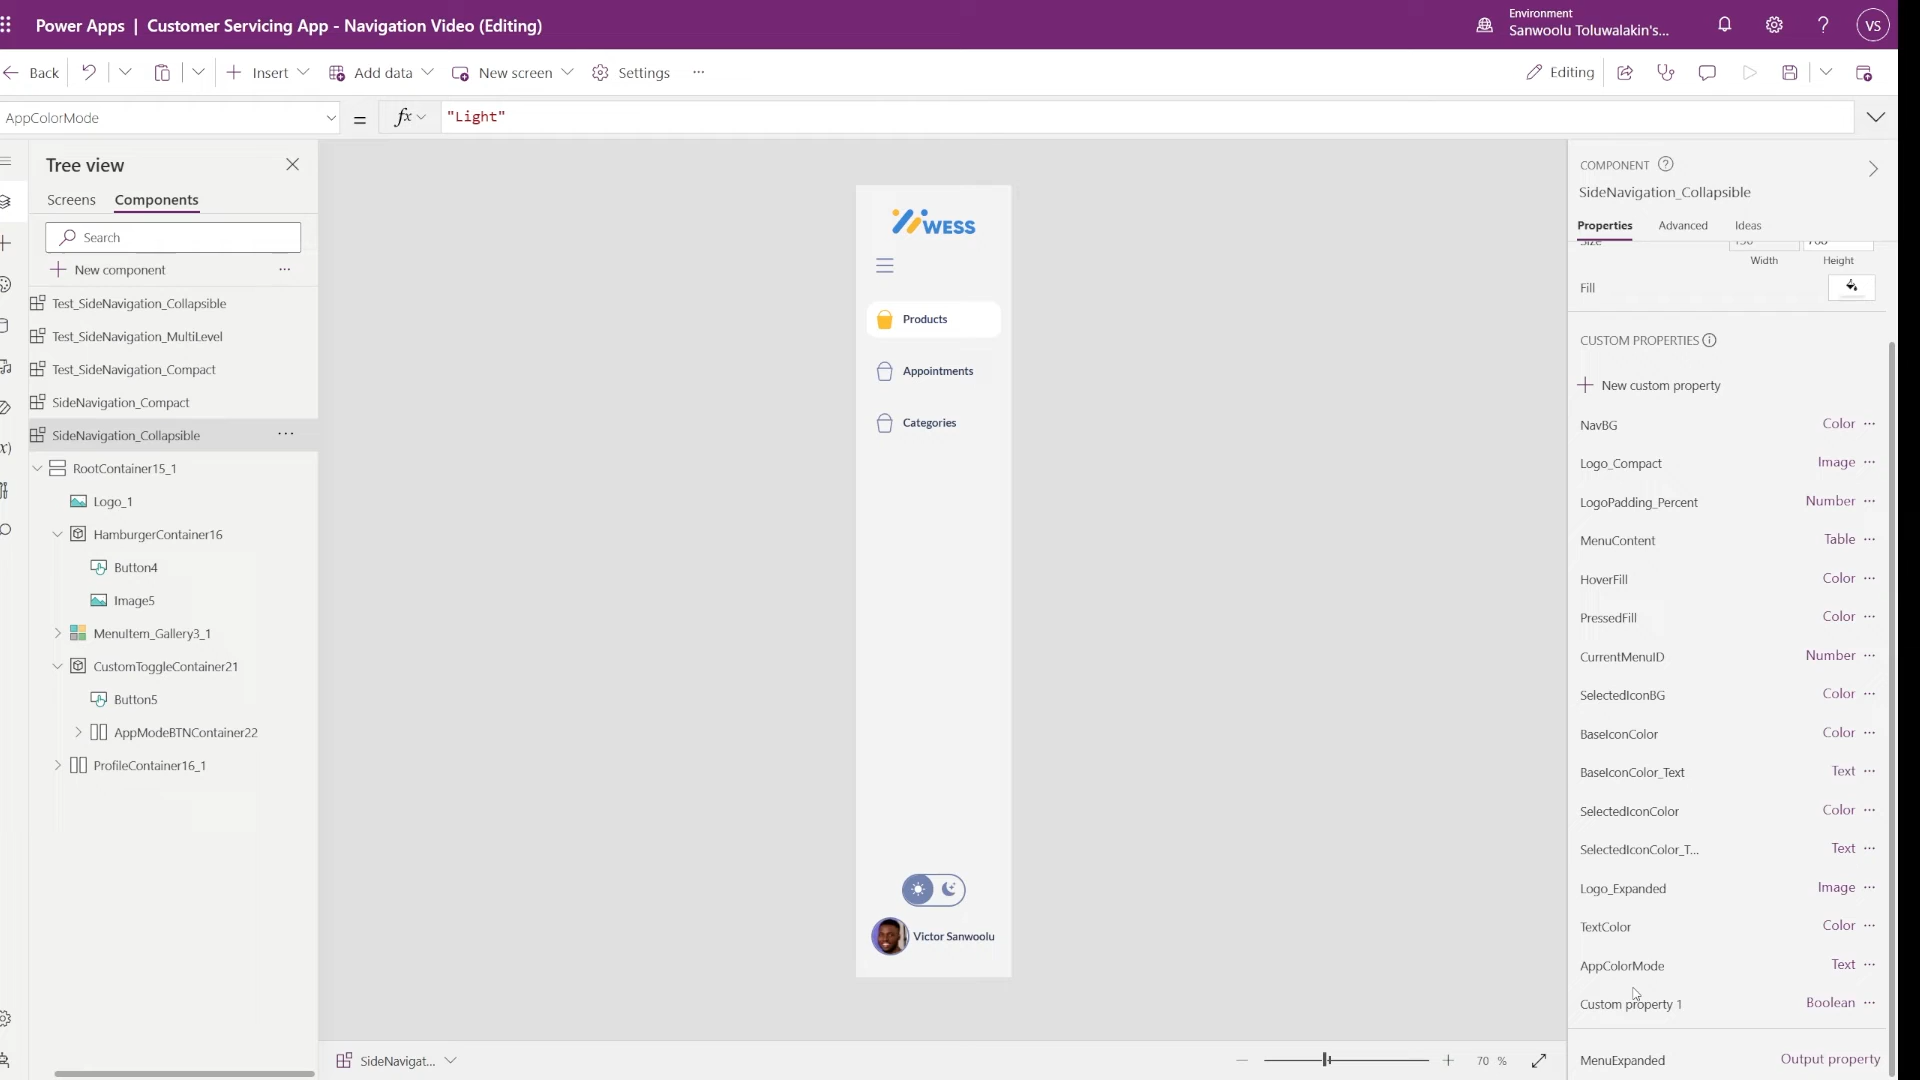 Power Apps | Customer Servicing App - Navigation Video (Editing)
Environment
Sanwoolu Toluwalakin's...
VS
Back
Insert
Add data
New screen
Settings
Editing
AppColorMode
=
fx
"Light"
Tree view
Screens
Components
Search
New component
Test_SideNavigation_Collapsible
Test_SideNavigation_MultiLevel
Test_SideNavigation_Compact
SideNavigation_Compact
SideNavigation_Collapsible
RootContainer15_1
Logo_1
HamburgerContainer16
Button4
Image5
MenuItem_Gallery3_1
CustomToggleContainer21
Button5
AppModeBTNContainer22
ProfileContainer16_1
WESS
Products
Appointments
Categories
Victor Sanwoolu
SideNavigat...
70 %
COMPONENT
SideNavigation_Collapsible
Properties
Advanced
Ideas
Size
Width
Height
Fill
CUSTOM PROPERTIES
New custom property
NavBG Color
Logo_Compact Image
LogoPadding_Percent Number
MenuContent Table
HoverFill Color
PressedFill Color
CurrentMenuID Number
SelectedIconBG Color
BaseIconColor Color
BaseIconColor_Text Text
SelectedIconColor Color
SelectedIconColor_T... Text
Logo_Expanded Image
TextColor Color
AppColorMode Text
Custom property 1 Boolean
MenuExpanded Output property